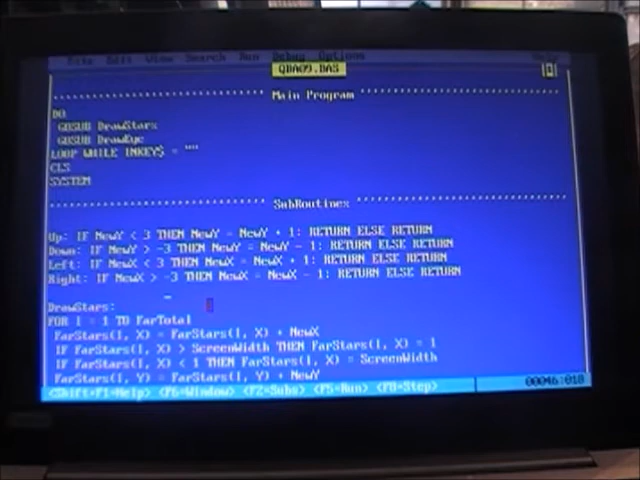 File Edit View Search Run Debug Options Help
QBA09.BAS
Main Program
DO
GOSUB DrawStars
GOSUB DrawEye
LOOP WHILE INKEY$ = ""
CLS
SYSTEM
SubRoutines
Up: IF NewY < 3 THEN NewY = NewY + 1: RETURN ELSE RETURN
Down: IF NewY > -3 THEN NewY = NewY - 1: RETURN ELSE RETURN
Left: IF NewX < 3 THEN NewX = NewX + 1: RETURN ELSE RETURN
Right: IF NewX > -3 THEN NewX = NewX - 1: RETURN ELSE RETURN
DrawStars:
FOR I = 1 TO FarTotal
FarStars(I, X) = FarStars(I, X) + NewX
IF FarStars(I, X) > ScreenWidth THEN FarStars(I, X) = 1
IF FarStars(I, X) < 1 THEN FarStars(I, X) = ScreenWidth
FarStars(I, Y) = FarStars(I, Y) + NewY
<Shift+F1=Help> <F6=Window> <F2=Subs> <F5=Run> <F8=Step> 00046:018